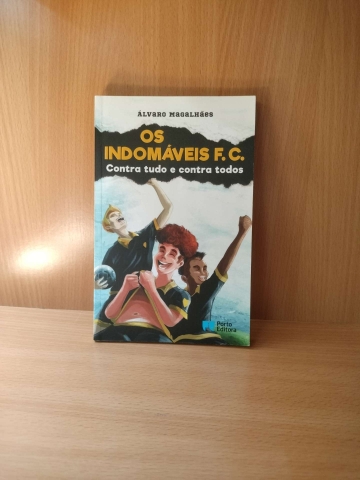 ÁLVARO MAGALHÃES
OS
INDOMÁVEIS F. C.
Contra tudo e contra todos
Porto
Editora